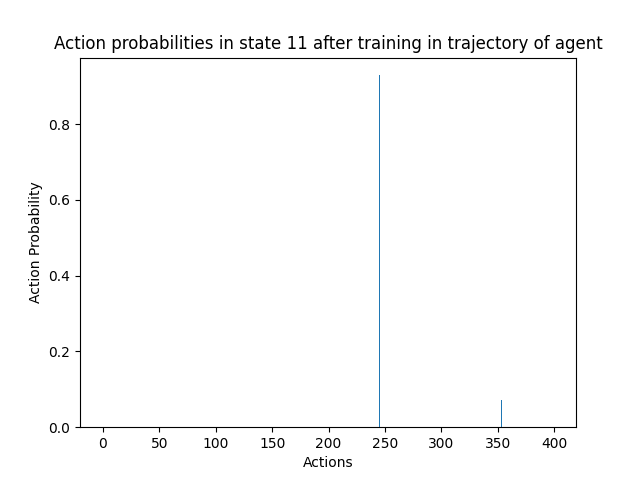 Action probabilities in state 11 after training in trajectory of agent
Action Probability
0.8
0.6
0.4
0.2
0.0
0 50 100 150 200 250 300 350 400
Actions